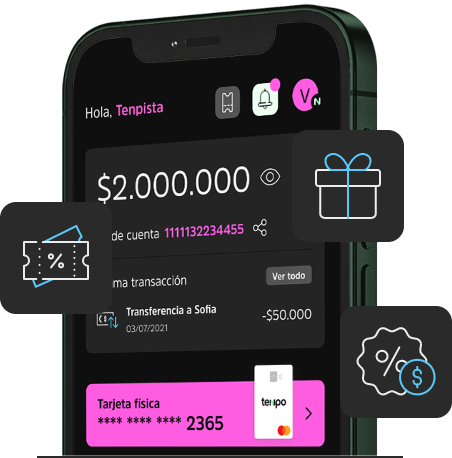 Hola, Tenpista
V
N
$2.000.000
de cuenta 1111132234455
ma transacción
Ver todo
Transferencia a Sofia
-$50.000
03/07/2021
Tarjeta física
**** **** **** 2365
tenpo
%
%
$